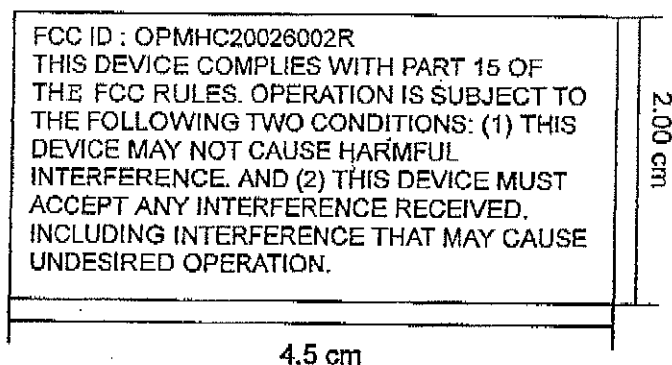 FCC ID : OPMHC20026002R
THIS DEVICE COMPLIES WITH PART 15 OF
THE FCC RULES. OPERATION IS SUBJECT TO
THE FOLLOWING TWO CONDITIONS: (1) THIS
DEVICE MAY NOT CAUSE HARMFUL
INTERFERENCE. AND (2) THIS DEVICE MUST
ACCEPT ANY INTERFERENCE RECEIVED.
INCLUDING INTERFERENCE THAT MAY CAUSE
UNDESIRED OPERATION.
2.00 cm
4.5 cm